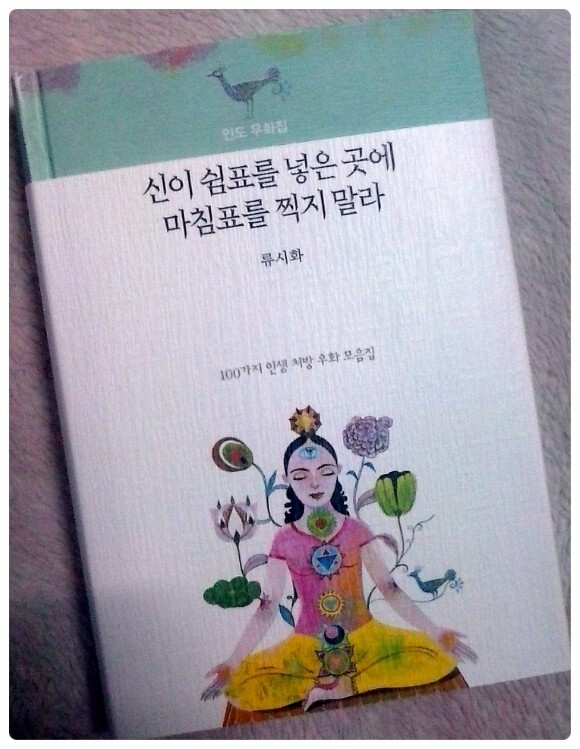 인도 우화집
신이 쉼표를 넣은 곳에
마침표를 찍지 말라
류시화
100가지 인생 처방 우화 모음집